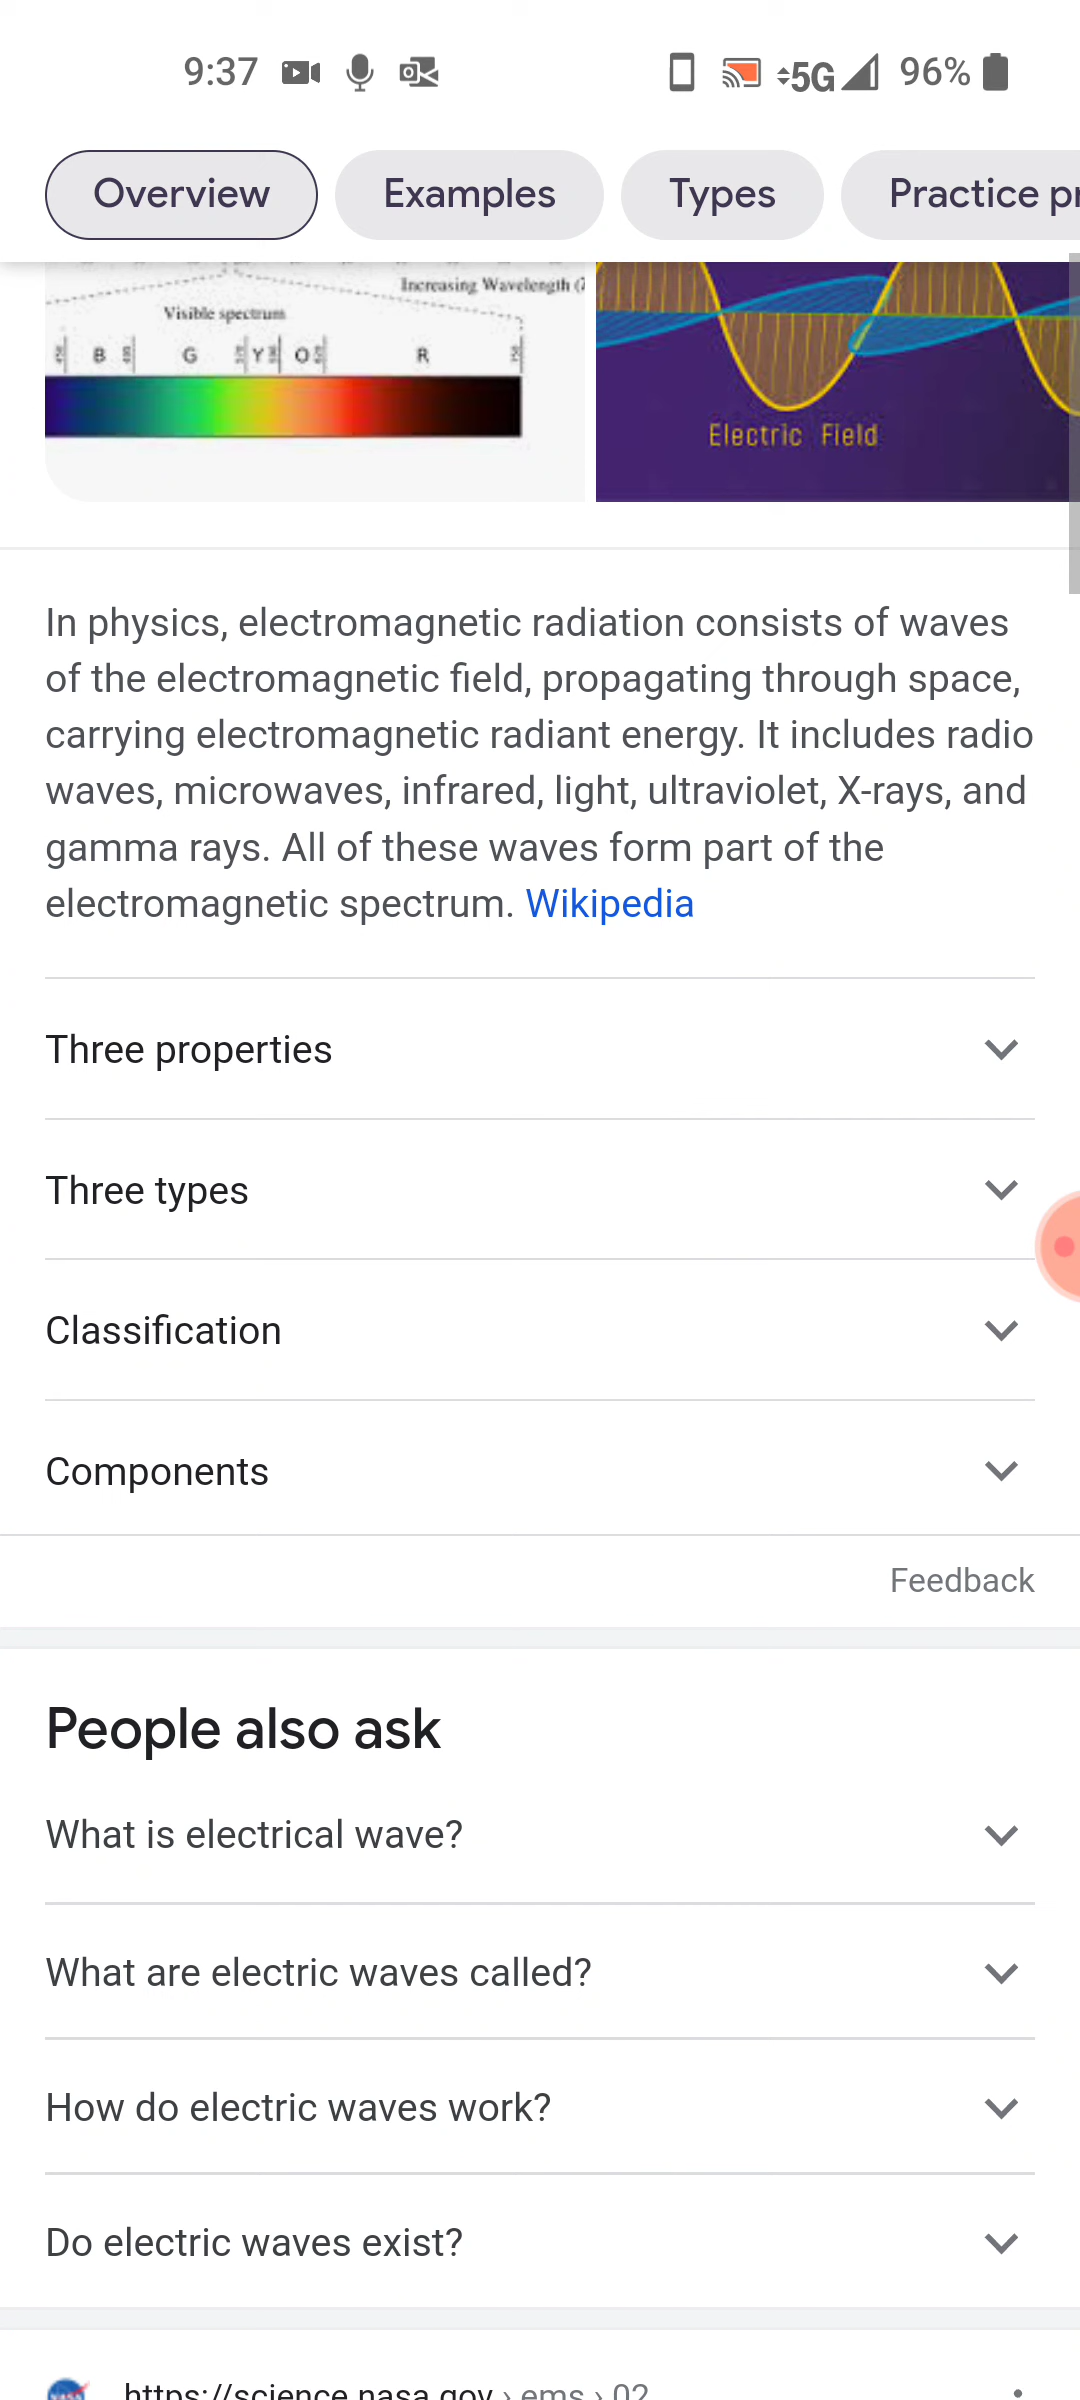 9:37
5G 96%
Overview Examples Types Practice pr
Increasing Wavelength
Visible spectrum
B G Y O R
Electric Field
In physics, electromagnetic radiation consists of waves
of the electromagnetic field, propagating through space,
carrying electromagnetic radiant energy. It includes radio
waves, microwaves, infrared, light, ultraviolet, X-rays, and
gamma rays. All of these waves form part of the
electromagnetic spectrum. Wikipedia
Three properties
Three types
Classification
Components
Feedback
People also ask
What is electrical wave?
What are electric waves called?
How do electric waves work?
Do electric waves exist?
https://science.nasa.gov › ems › 02